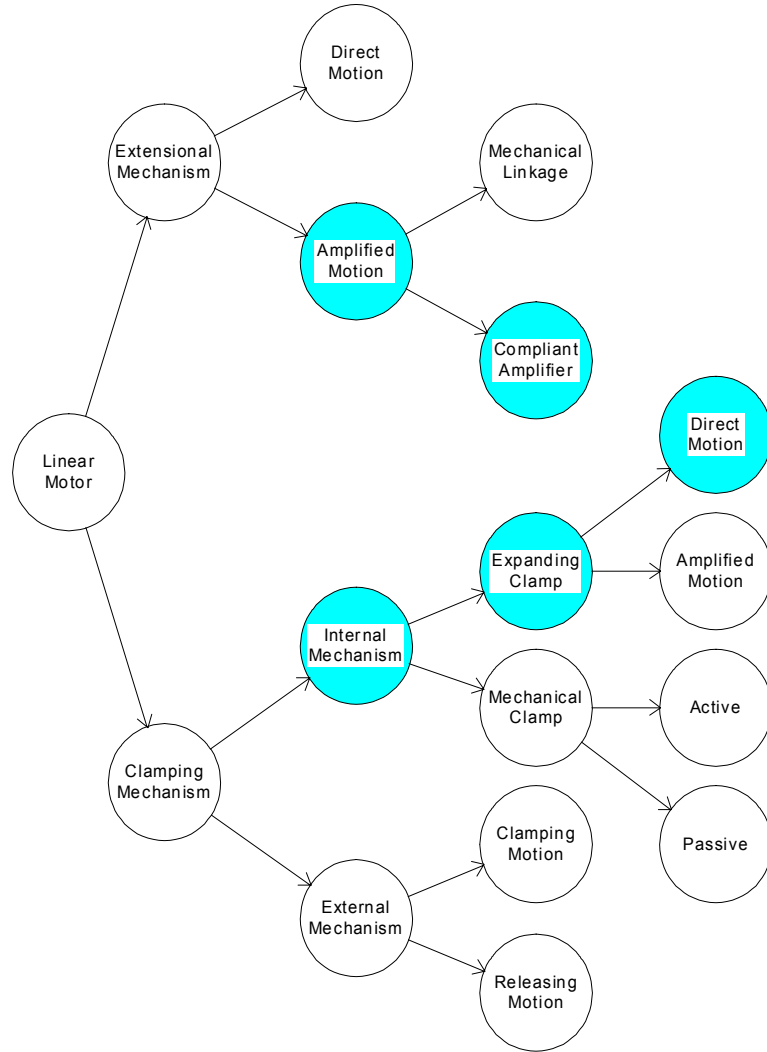 Direct
Motion
Extensional
Mechanism
Mechanical
Linkage
Amplified
Motion
Compliant
Amplifier
Direct
Motion
Linear
Motor
Expanding
Clamp
Amplified
Motion
Internal
Mechanism
Mechanical
Clamp
Active
Clamping
Mechanism
Clamping
Motion
Passive
External
Mechanism
Releasing
Motion